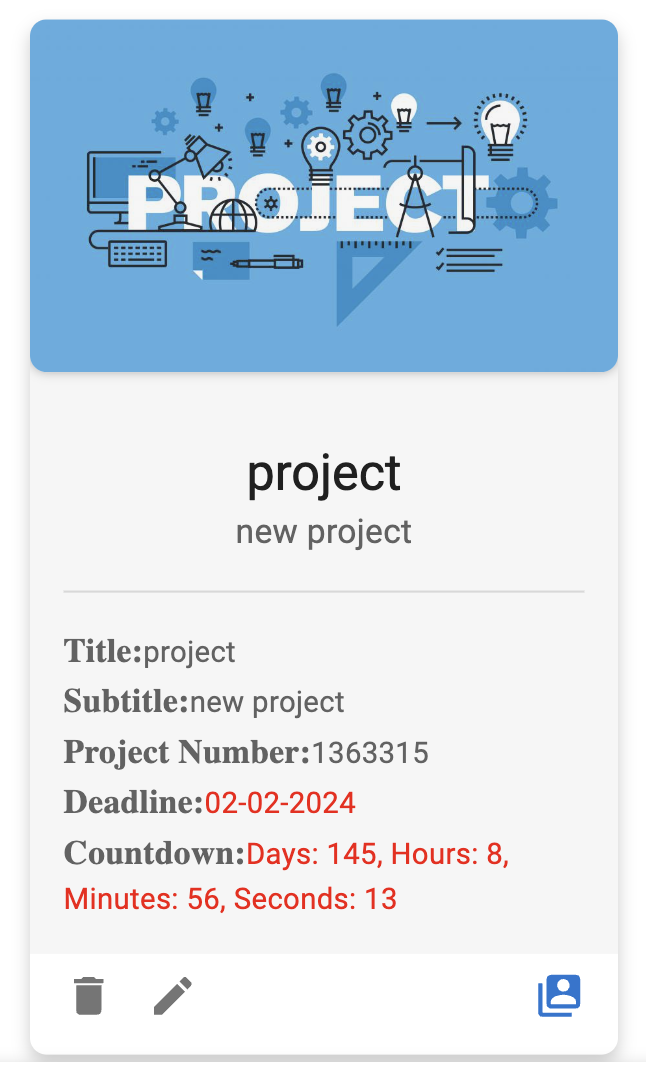 PROJECT
project
new project
Title:project
Subtitle:new project
Project Number:1363315
Deadline:02-02-2024
Countdown:Days: 145, Hours: 8,
Minutes: 56, Seconds: 13